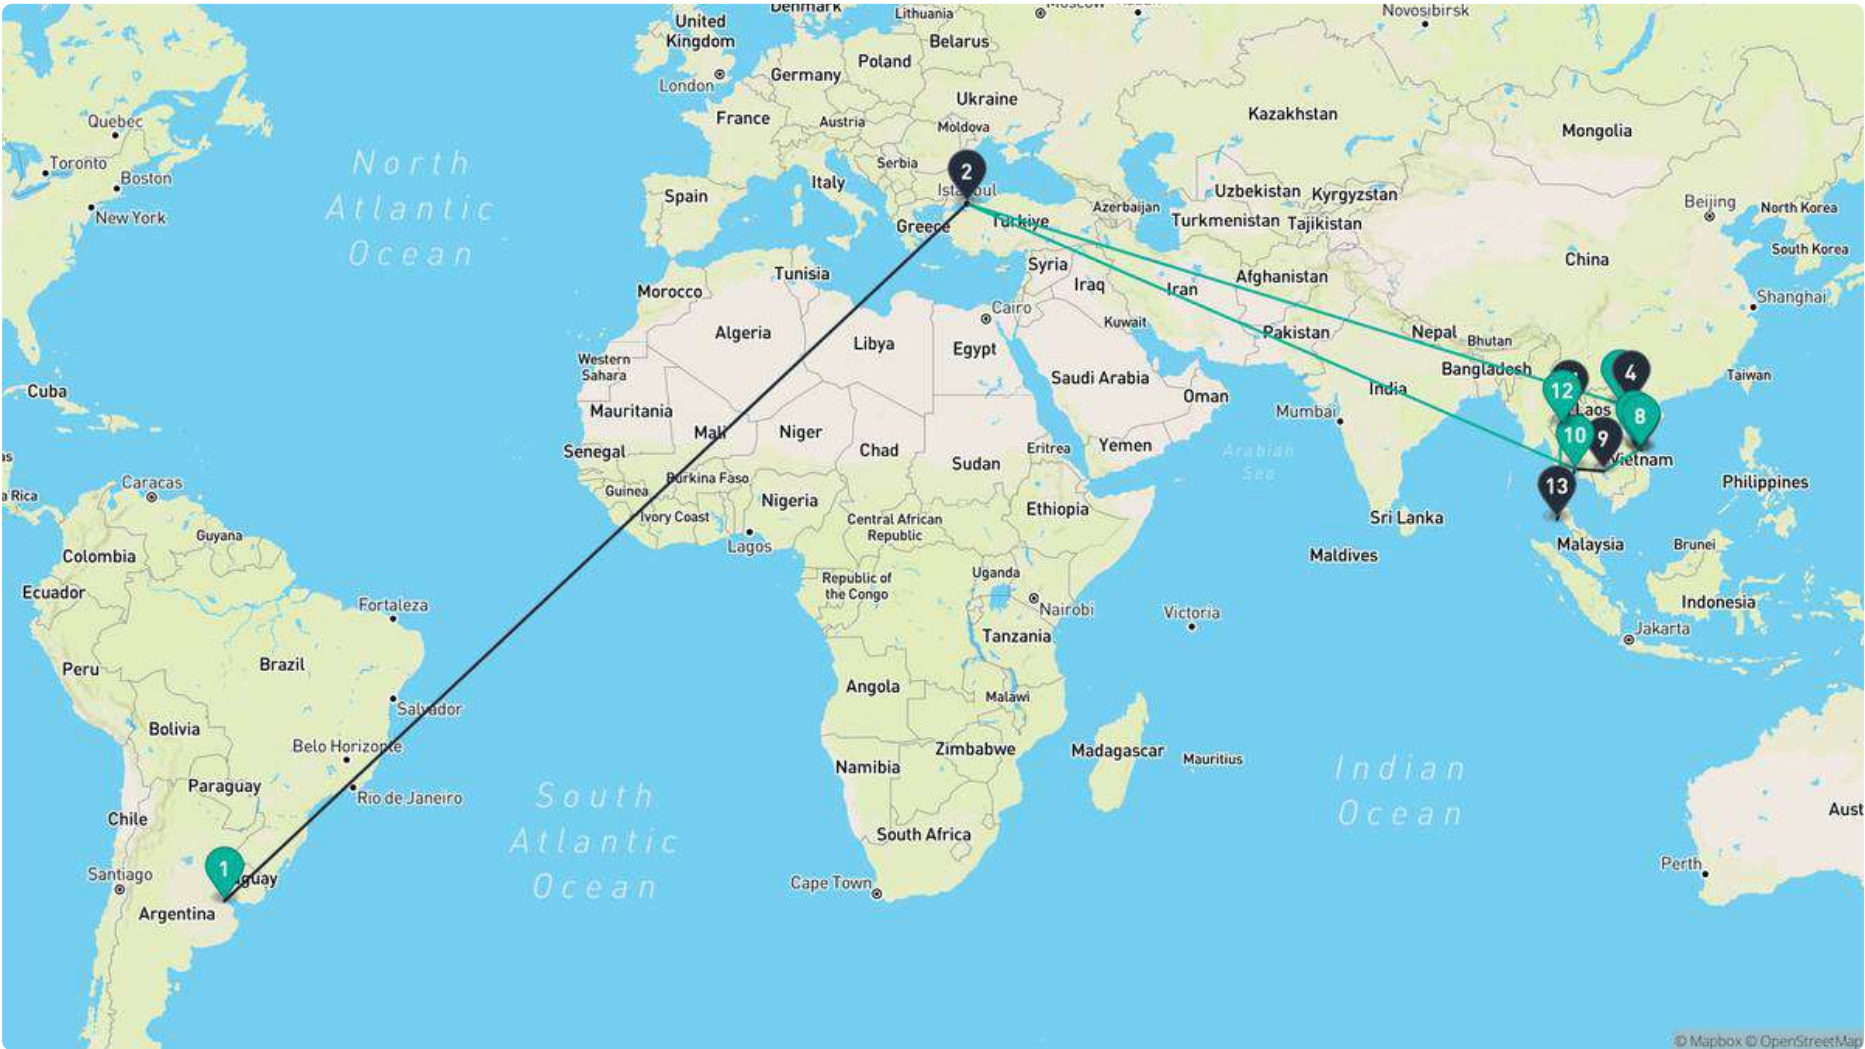 Denmark
Lithuania
Moscow
Novosibirsk
United
Kingdom
Belarus
Poland
London
Germany
Ukraine
Kazakhstan
Quebec
France
Austria
Moldova
Mongolia
Toronto
Boston
North
Atlantic
Ocean
Serbia
2
Italy
Istanbul
Spain
Uzbekistan
Kyrgyzstan
Beijing
North Korea
New York
Azerbaijan
Greece
Türkiye
Turkmenistan
Tajikistan
South Korea
Syria
China
Tunisia
Iraq
Iran
Afghanistan
Morocco
Shanghai
Cairo
Kuwait
Algeria
Libya
Egypt
Pakistan
Nepal
Bhutan
Western
Sahara
Saudi Arabia
Bangladesh
4
Taiwan
Cuba
India
12
Oman
Mumbai
Laos
Mauritania
8
Mali
Niger
10
9
Chad
Senegal
Eritrea
Yemen
Arabian
Sea
Sudan
Vietnam
Burkina Faso
Caracas
13
Philippines
Guinea
Nigeria
a Rica
Ethiopia
Ivory Coast
Central African
Republic
Sri Lanka
Guyana
Lagos
Malaysia
Brunei
Colombia
Maldives
Uganda
Republic of
the Congo
Ecuador
Indonesia
Fortaleza
Nairobi
Victoria
Jakarta
Tanzania
Brazil
Peru
Angola
Malawi
Salvador
Bolivia
Belo Horizonte
Zimbabwe
Madagascar
Mauritius
Namibia
Indian
Ocean
Paraguay
South
Atlantic
Ocean
Rio de Janeiro
Aust
Chile
South Africa
1
Perth
Santiago
guay
Cape Town
Argentina
© Mapbox © OpenStreetMap